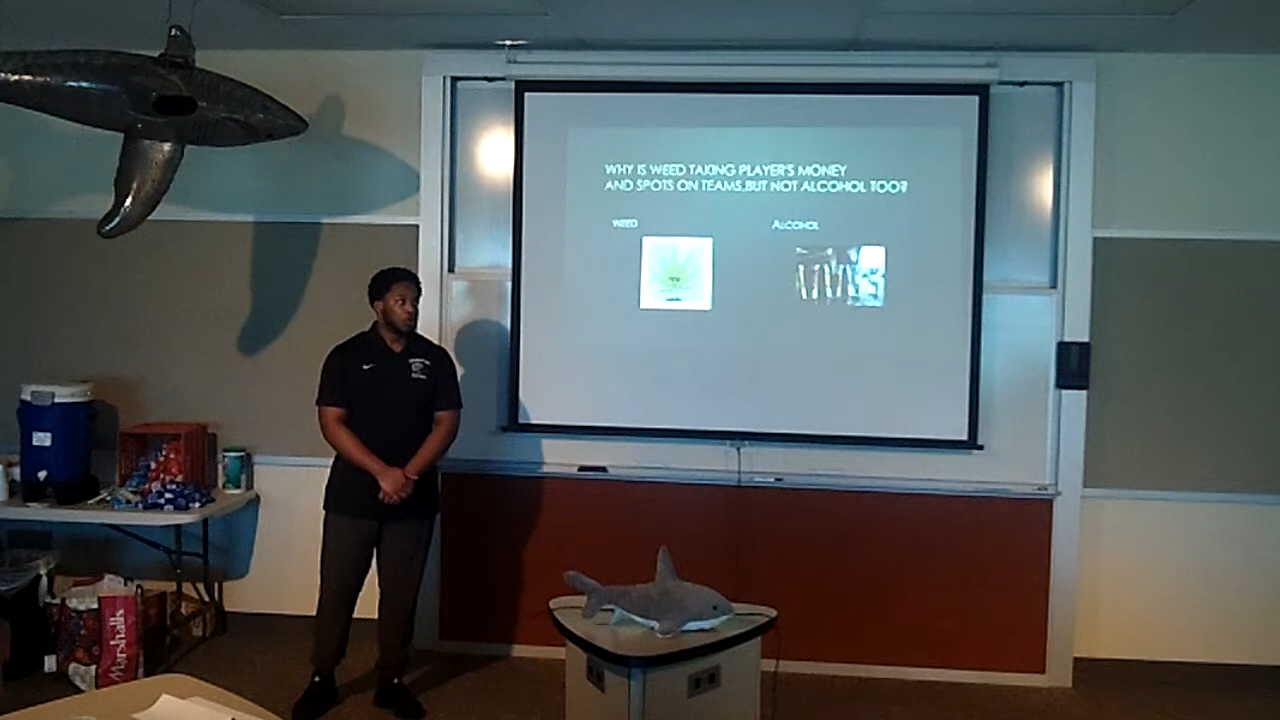 WHY IS WEED TAKING PLAYER'S MONEY
AND SPOTS ON TEAMS,BUT NOT ALCOHOL TOO?
WEED
ALCOHOL
Marshalls